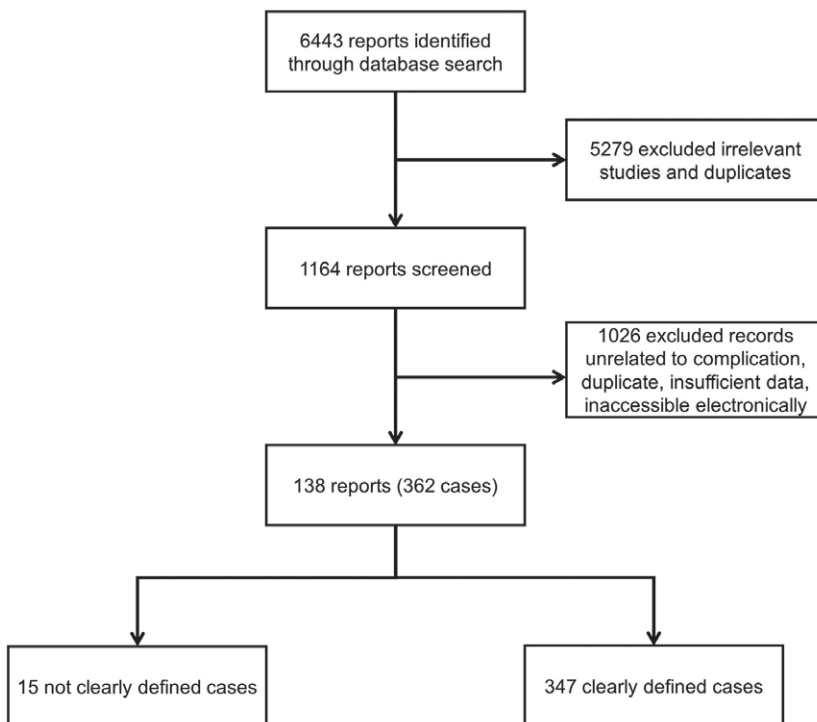 6443 reports identified
through database search
5279 excluded irrelevant
studies and duplicates
1164 reports screened
1026 excluded records
unrelated to complication,
duplicate, insufficient data,
inaccessible electronically
138 reports (362 cases)
15 not clearly defined cases
347 clearly defined cases